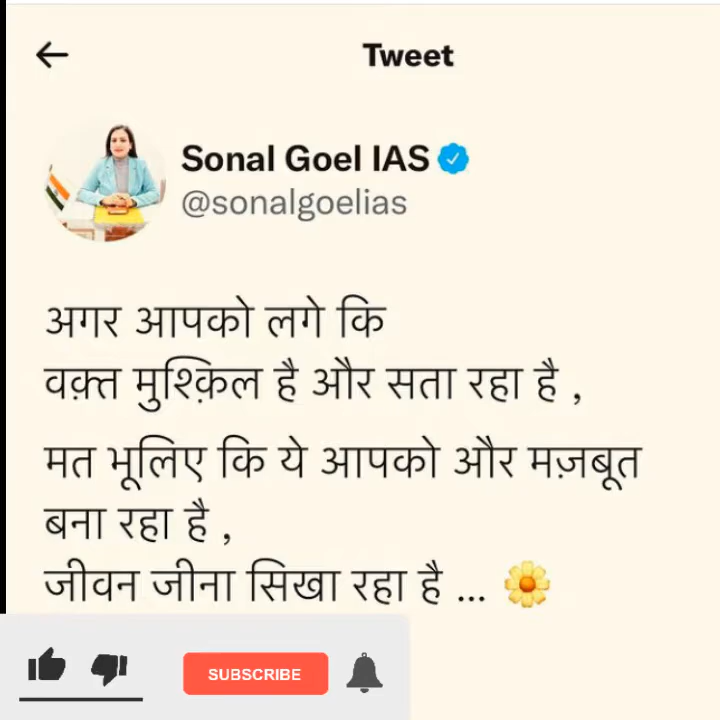 Tweet
Sonal Goel IAS
@sonalgoelias
अगर आपको लगे कि
वक़्त मुश्क़िल है और सता रहा है ,
मत भूलिए कि ये आपको और मज़बूत
बना रहा है ,
जीवन जीना सिखा रहा है ... 🌼
SUBSCRIBE